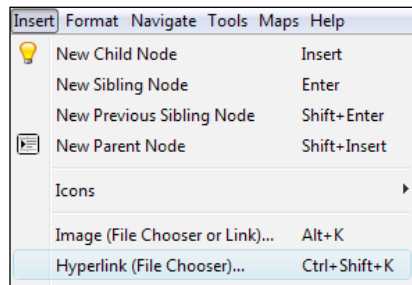 Insert Format Navigate Tools Maps Help
New Child Node Insert
New Sibling Node Enter
New Previous Sibling Node Shift+Enter
New Parent Node Shift+Insert
Icons
Image (File Chooser or Link)... Alt+K
Hyperlink (File Chooser)... Ctrl+Shift+K